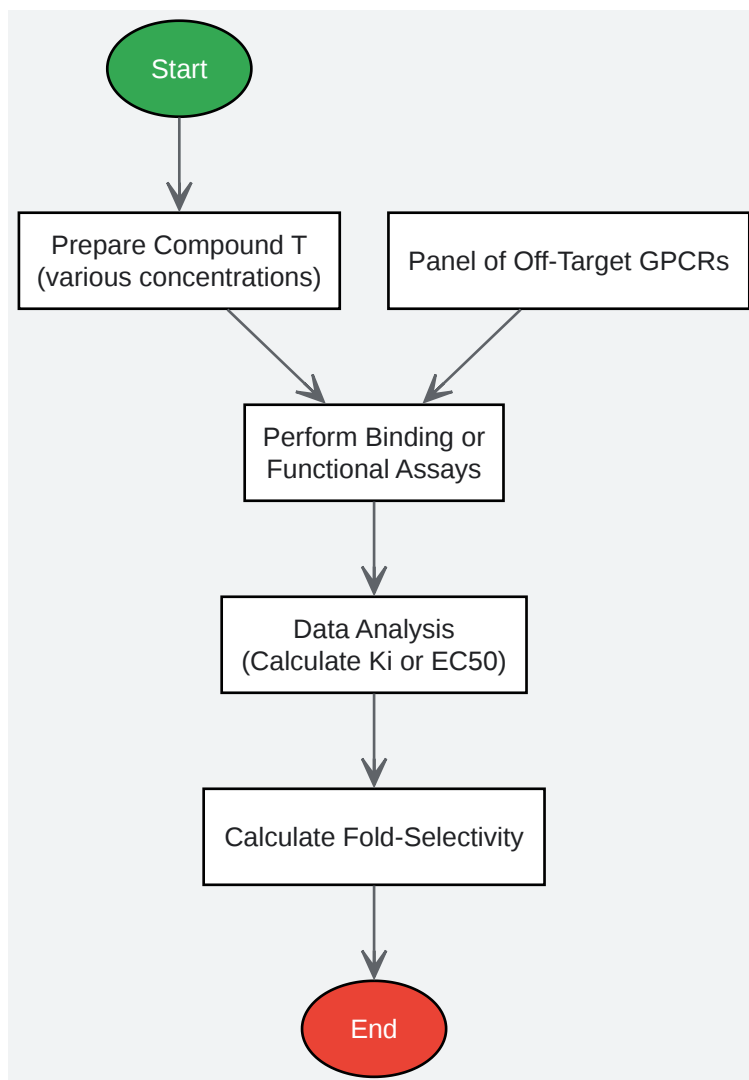 Start
Prepare Compound T
(various concentrations)
Panel of Off-Target GPCRs
Perform Binding or
Functional Assays
Data Analysis
(Calculate Ki or EC50)
Calculate Fold-Selectivity
End